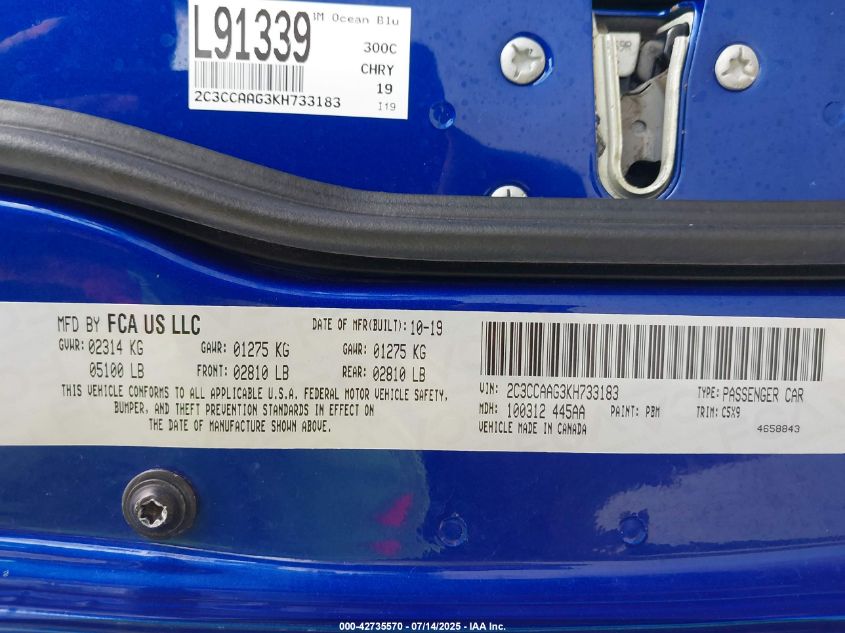 L91339
M Ocean Blu
300C
CHRY
19
I19
2C3CCAAG3KH733183
MFD BY FCA US LLC
DATE OF MFR(BUILT): 10-19
GVWR: 02314 KG
GAWR: 01275 KG
GAWR: 01275 KG
05100 LB
FRONT: 02810 LB
REAR: 02810 LB
THIS VEHICLE CONFORMS TO ALL APPLICABLE U.S.A. FEDERAL MOTOR VEHICLE SAFETY,
BUMPER, AND THEFT PREVENTION STANDARDS IN EFFECT ON
THE DATE OF MANUFACTURE SHOWN ABOVE.
VIN: 2C3CCAAG3KH733183
TYPE: PASSENGER CAR
MDH: 100312 445AA
PAINT: PBM
TRIM: C5X9
VEHICLE MADE IN CANADA
4658843
000-42735570 - 07/14/2025 - IAA Inc.